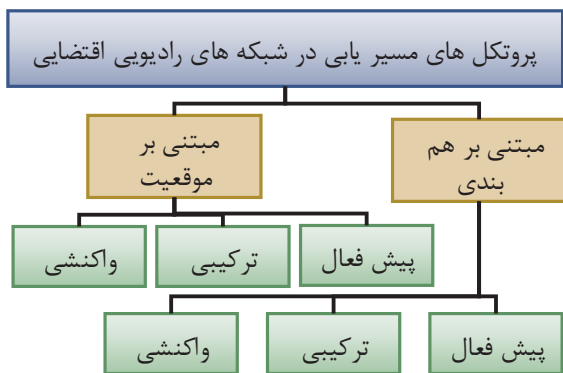 پروتکل های مسیر یابی در شبکه های رادیویی اقتضایی
مبتنی بر هم
بندی
مبتنی بر
موقعیت
پیش فعال
ترکیبی
واکنشی
پیش فعال
ترکیبی
واکنشی